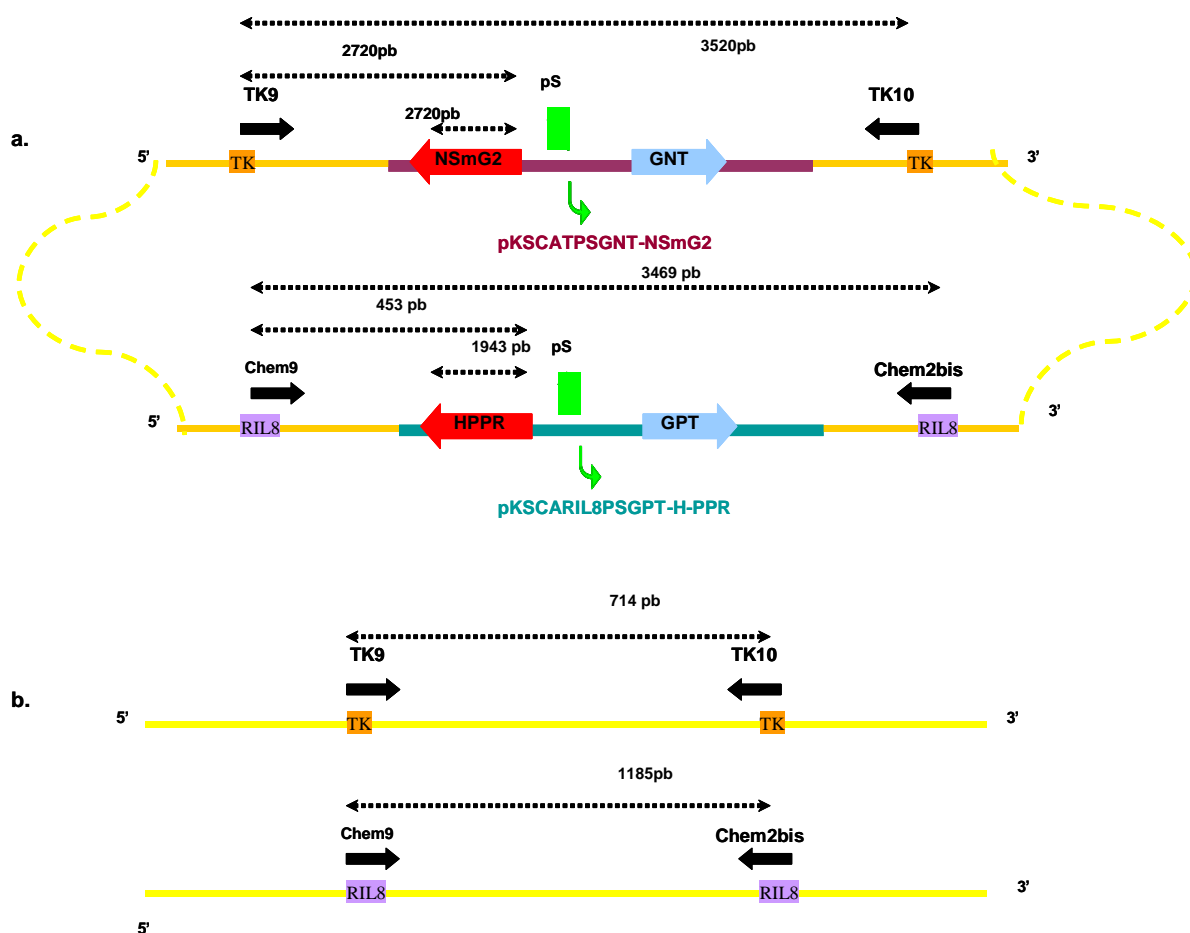 3520pb
2720pb
pS
TK9
TK10
2720pb
a.
5'
TK
NSmG2
GNT
TK
3'
pKSCATPSGNT-NSmG2
3469 pb
453 pb
1943 pb
pS
Chem9
Chem2bis
5'
RIL8
HPPR
GPT
RIL8
3'
pKSCARIL8PSGPT-H-PPR
714 pb
TK9
TK10
b.
5'
TK
TK
3'
1185pb
Chem9
Chem2bis
RIL8
RIL8
3'
5'